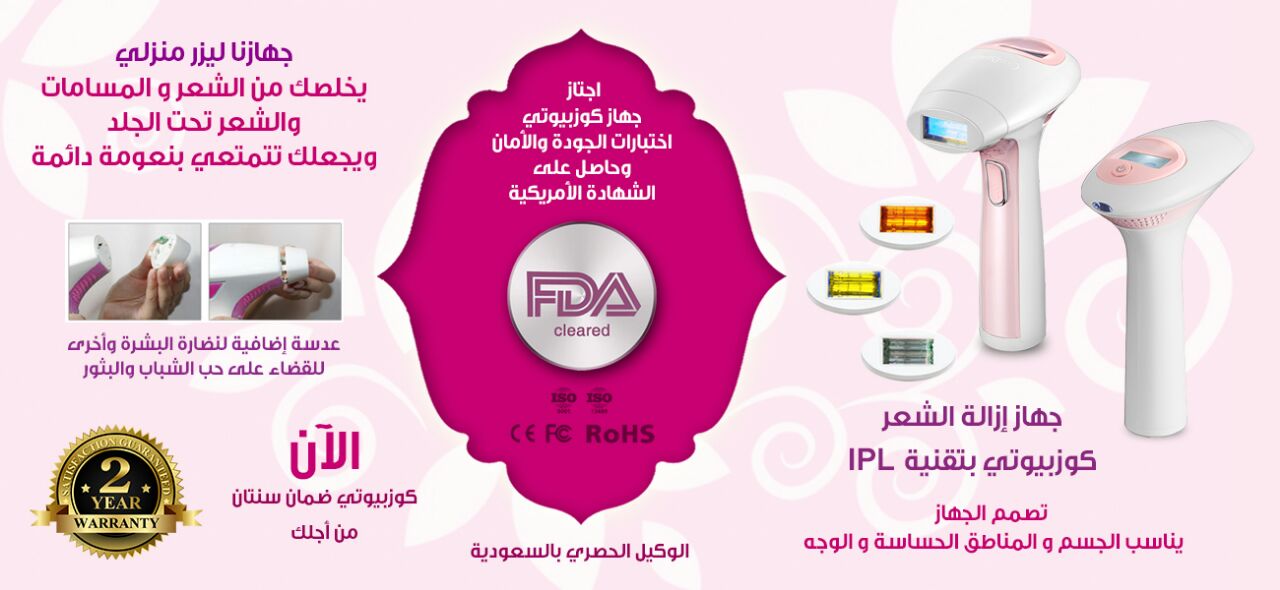 جهازنا ليزر منزلي
يخلصك من الشعر و المسامات
والشعر تحت الجلد
ويجعلك تتمتعي بنعومة دائمة
عدسة إضافية لنضارة البشرة وأخرى
للقضاء على حب الشباب والبثور
SATISFACTION GUARANTEED
2
YEAR
WARRANTY
الآن
كوزبيوتي ضمان سنتان
من أجلك
اجتاز
جهاز كوزبيوتي
اختبارات الجودة والأمان
وحاصل على
الشهادة الأمريكية
FDA
cleared
ISO ISO
CE FC RoHS
الوكيل الحصري بالسعودية
جهاز إزالة الشعر
كوزبيوتي بتقنية IPL
تصمم الجهاز
يناسب الجسم و المناطق الحساسة و الوجه